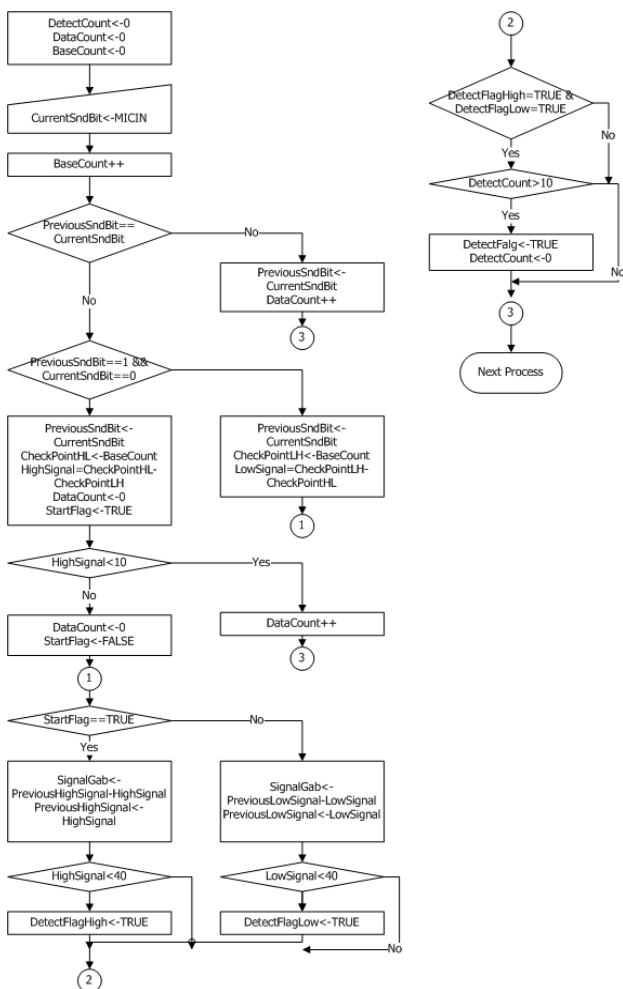 DetectCount<-0
DataCount<-0
BaseCount<-0
CurrentSndBit<-MICIN
BaseCount++
PreviousSndBit==
CurrentSndBit
No
PreviousSndBit<-
CurrentSndBit
DataCount++
3
No
PreviousSndBit==1 &&
CurrentSndBit==0
PreviousSndBit<-
CurrentSndBit
CheckPointHL<-BaseCount
HighSignal=CheckPointHL-
CheckPointLH
DataCount<-0
StartFlag<-TRUE
PreviousSndBit<-
CurrentSndBit
CheckPointLH<-BaseCount
LowSignal=CheckPointLH-
CheckPointHL
1
HighSignal<10
Yes
No
DataCount<-0
StartFlag<-FALSE
DataCount++
3
1
StartFlag==TRUE
No
Yes
SignalGab<-
PreviousHighSignal-HighSignal
PreviousHighSignal<-
HighSignal
SignalGab<-
PreviousLowSignal-LowSignal
PreviousLowSignal<-LowSignal
HighSignal<40
LowSignal<40
DetectFlagHigh<-TRUE
DetectFlagLow<-TRUE
No
2
2
DetectFlagHigh=TRUE &
DetectFlagLow=TRUE
No
Yes
DetectCount>10
Yes
DetectFalg<-TRUE
DetectCount<-0
No
3
Next Process